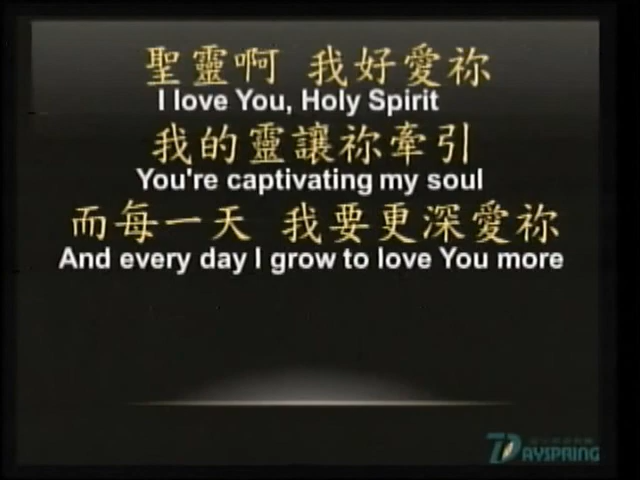 聖靈啊 我好愛祢
I love You, Holy Spirit
我的靈讓祢牽引
You're captivating my soul
而每一天 我要更深愛祢
And every day I grow to love You more
DAYSPRING